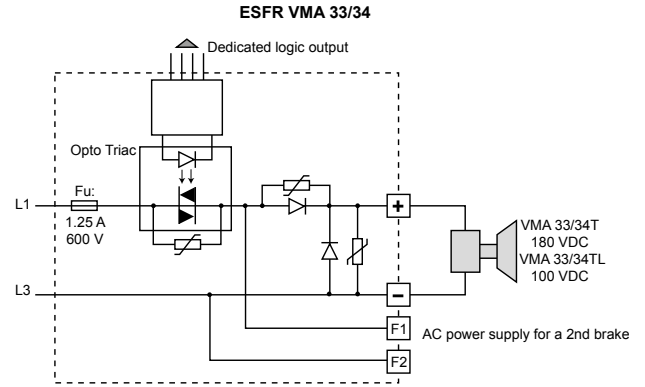 ESFR VMA 33/34
Dedicated logic output
Opto Triac
Fu:
L1
1.25 A
600 V
+
VMA 33/34T
180 VDC
VMA 33/34TL
100 VDC
L3
−
F1
AC power supply for a 2nd brake
F2